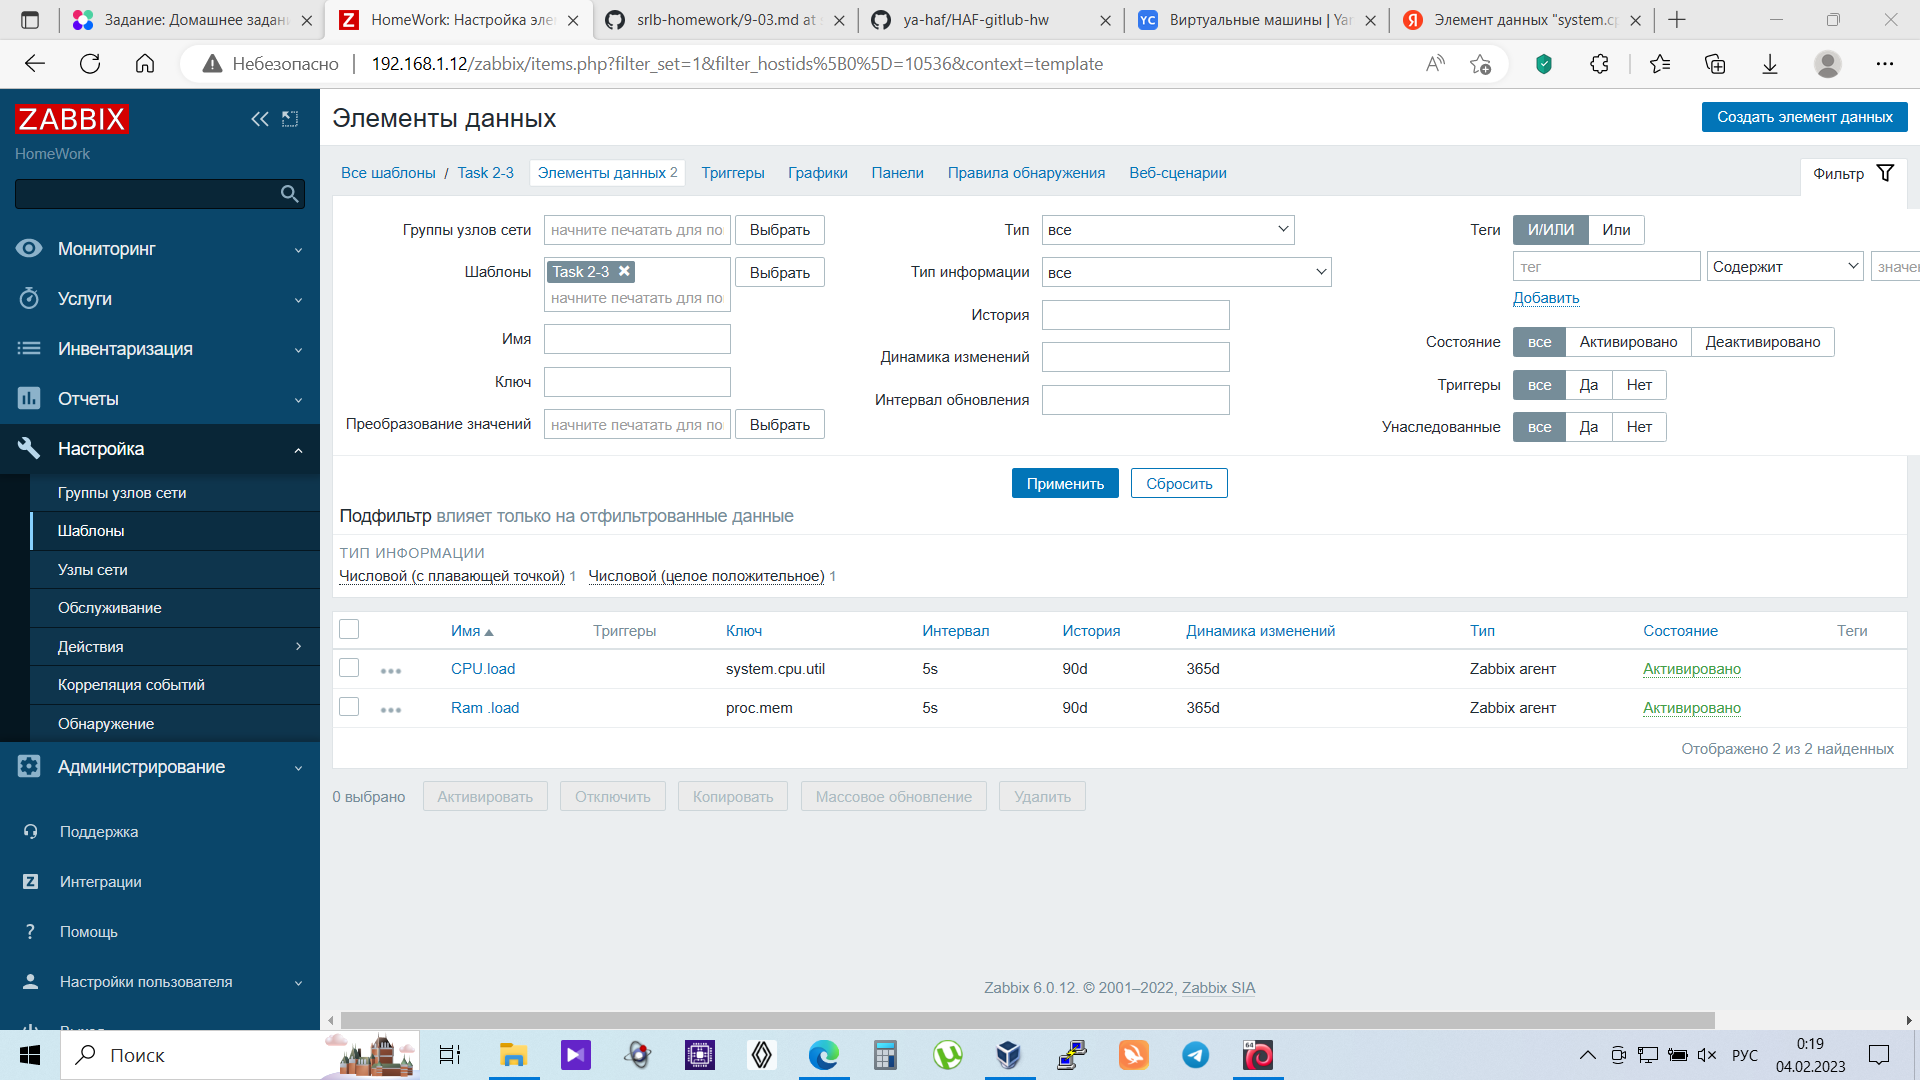 Задание: Домашнее задан
HomeWork: Настройка эле
srlb-homework/9-03.md at
ya-haf/HAF-gitlub-hw
YC
Виртуальные машины | Yan
Элемент данных "system.cp
Небезопасно
192.168.1.12/zabbix/items.php?filter_set=1&filter_hostids%5B0%5D=10536&context=template
ZABBIX
HomeWork
Мониторинг
Услуги
Инвентаризация
Отчеты
Настройка
Группы узлов сети
Шаблоны
Узлы сети
Обслуживание
Действия
Корреляция событий
Обнаружение
Администрирование
Поддержка
Интеграции
Помощь
Настройки пользователя
Элементы данных
Создать элемент данных
Все шаблоны / Task 2-3 Элементы данных 2 Триггеры Графики Панели Правила обнаружения Веб-сценарии
Фильтр
Группы узлов сети начните печатать для по Выбрать
Шаблоны Task 2-3 Выбрать
начните печатать для по
Имя
Ключ
Преобразование значений начните печатать для по Выбрать
Тип все
Тип информации все
История
Динамика изменений
Интервал обновления
Теги И/ИЛИ Или
тег Содержит значен
Добавить
Состояние все Активировано Деактивировано
Триггеры все Да Нет
Унаследованные все Да Нет
Применить Сбросить
Подфильтр влияет только на отфильтрованные данные
ТИП ИНФОРМАЦИИ
Числовой (с плавающей точкой) 1 Числовой (целое положительное) 1
Имя Триггеры Ключ Интервал История Динамика изменений Тип Состояние Теги
CPU.load system.cpu.util 5s 90d 365d Zabbix агент Активировано
Ram .load proc.mem 5s 90d 365d Zabbix агент Активировано
Отображено 2 из 2 найденных
0 выбрано Активировать Отключить Копировать Массовое обновление Удалить
Zabbix 6.0.12. © 2001–2022, Zabbix SIA
Поиск
64
РУС
0:19
04.02.2023